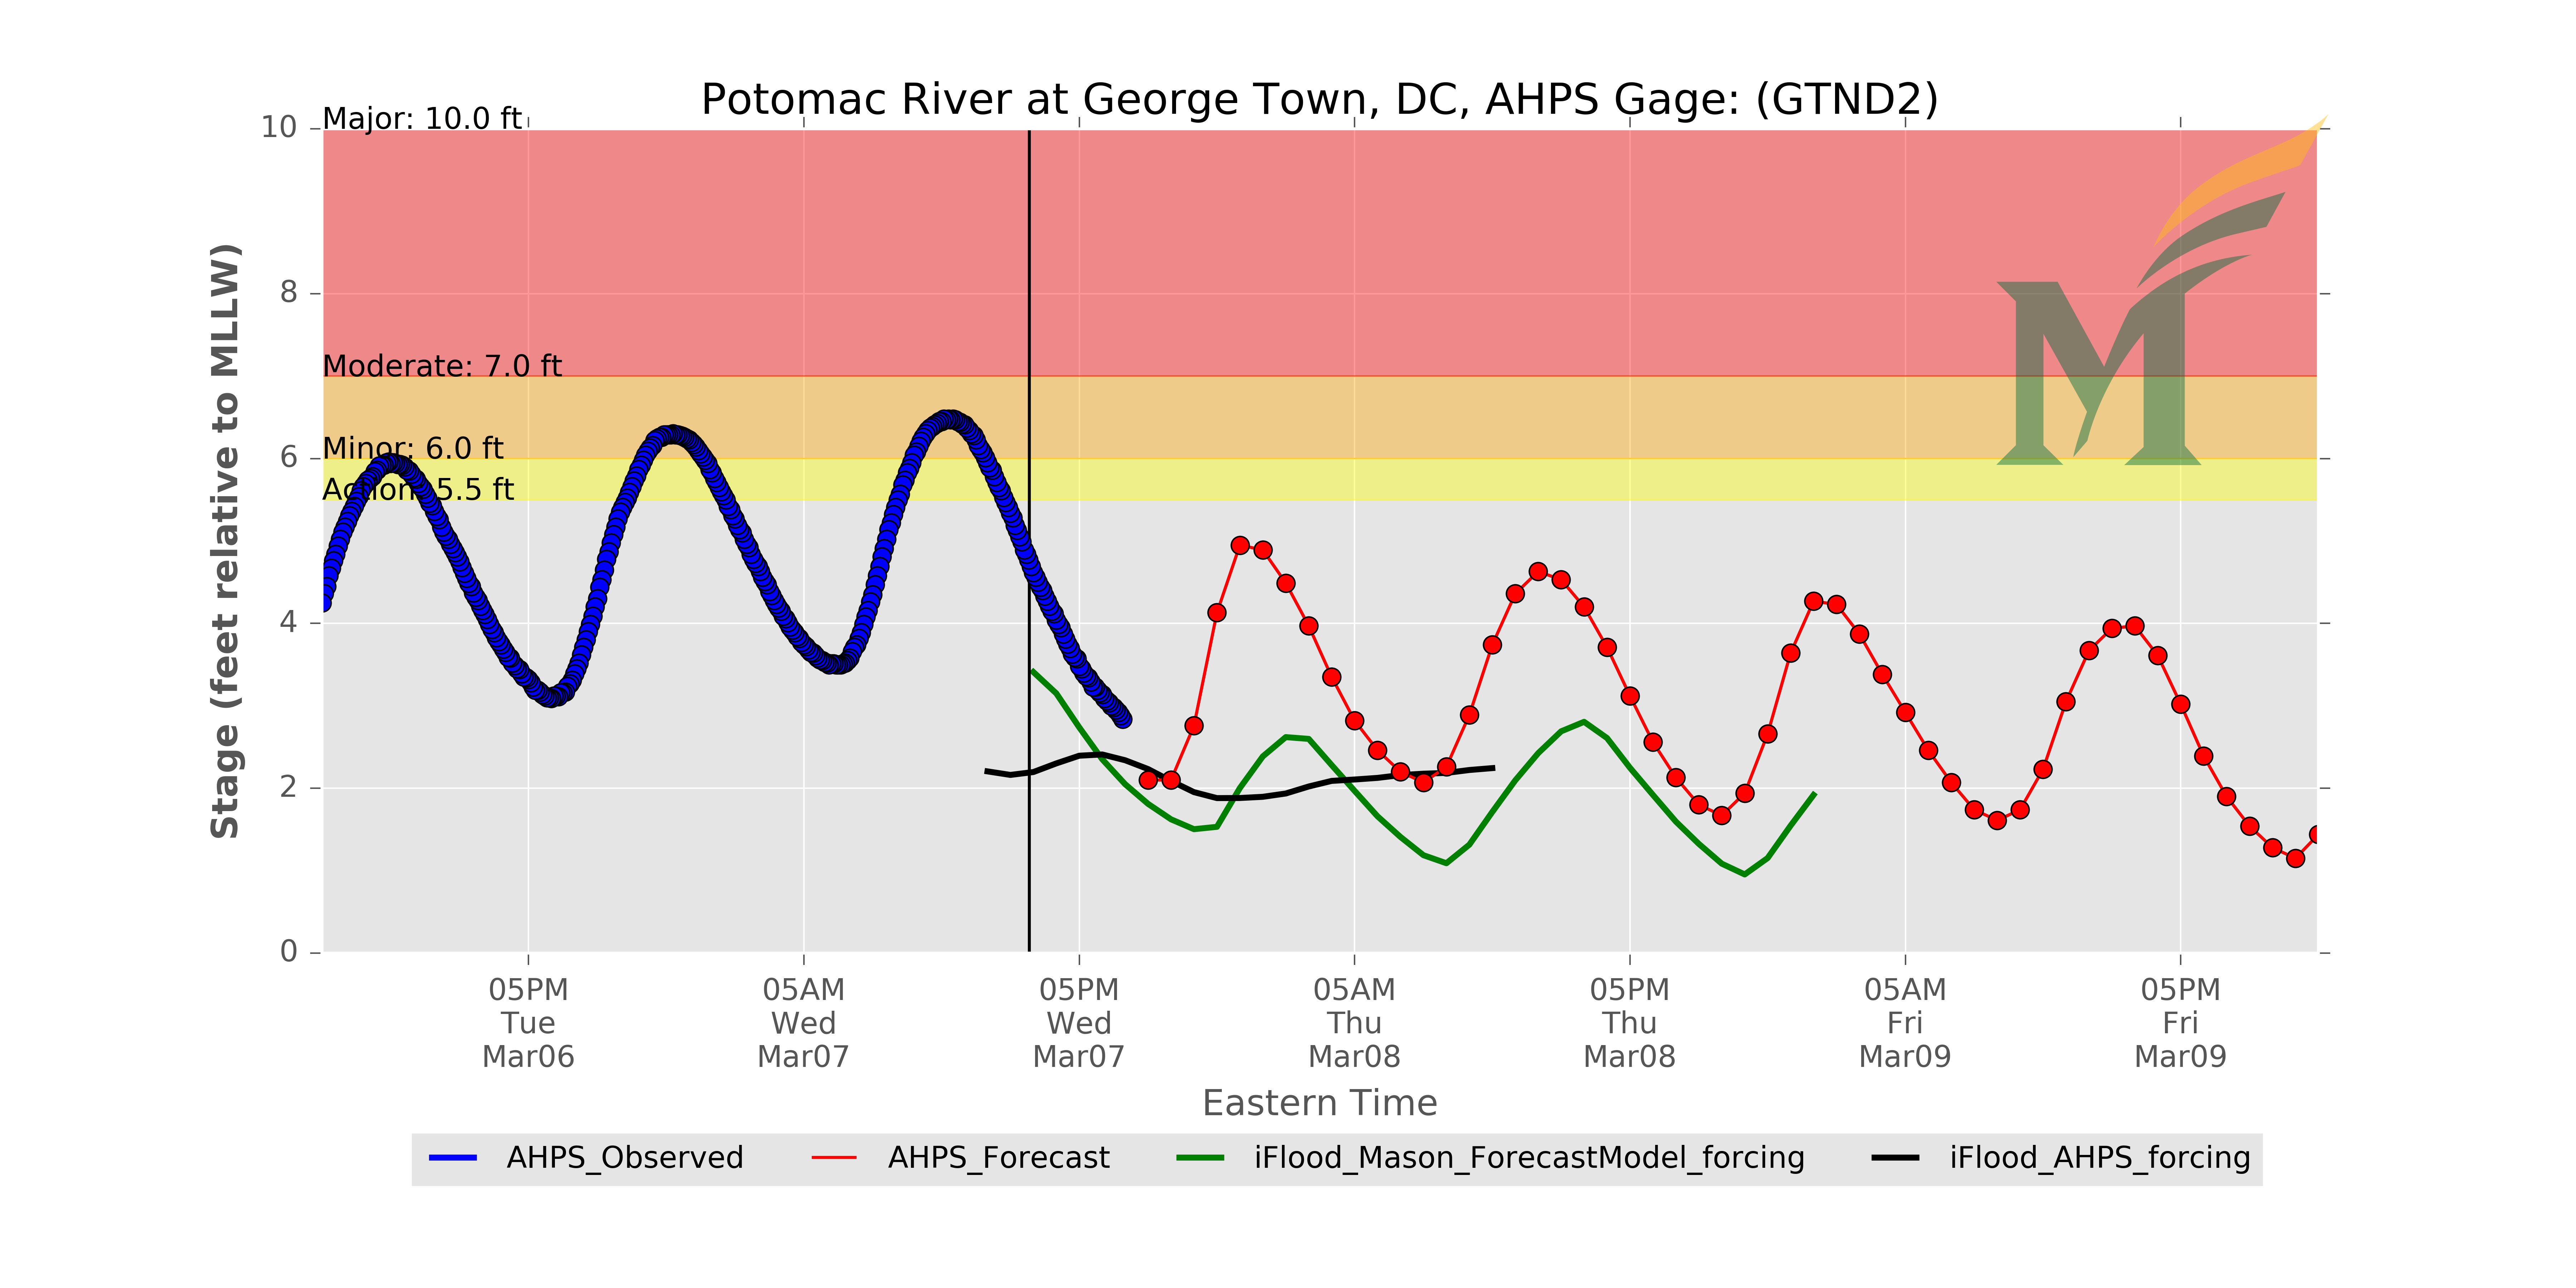 Potomac River at George Town, DC, AHPS Gage: (GTND2)
Major: 10.0 ft
Moderate: 7.0 ft
Minor: 6.0 ft
Action: 5.5 ft
10
8
6
4
2
0
Stage (feet relative to MLLW)
05PM
Tue
Mar06
05AM
Wed
Mar07
05PM
Wed
Mar07
05AM
Thu
Mar08
05PM
Thu
Mar08
05AM
Fri
Mar09
05PM
Fri
Mar09
Eastern Time
AHPS_Observed
AHPS_Forecast
iFlood_Mason_ForecastModel_forcing
iFlood_AHPS_forcing
M